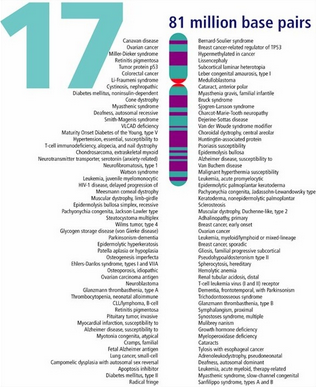 17
81 million base pairs
Canavan disease
Ovarian cancer
Miller-Dieker syndrome
Retinitis pigmentosa
Tumor protein p53
Colorectal cancer
Li-Fraumeni syndrome
Cystinosis, nephropathic
Diabetes mellitus, noninsulin-dependent
Cone dystrophy
Myasthenic syndrome
Deafness, autosomal recessive
Smith-Magenis syndrome
VLCAD deficiency
Maturity Onset Diabetes of the Young, type V
Hypertension, essential, susceptibility to
T-cell immunodeficiency, alopecia, and nail dystrophy
Chondrosarcoma, extraskeletal myxoid
Neurotransmitter transporter, serotonin (anxiety-related)
Neurofibromatosis, type 1
Watson syndrome
Leukemia, juvenile myelomonocytic
HIV-1 disease, delayed progression of
Meesmann corneal dystrophy
Muscular dystrophy, limb-girdle
Epidermolysis bullosa simplex, recessive
Pachyonychia congenita, Jackson Lawler type
Steatocystoma multiplex
Wilms tumor, type 4
Glycogen storage disease (von Gierke disease)
Parkinsonism-dementia
Epidermolytic hyperkeratosis
Patella aplasia or hypoplasia
Osteogenesis imperfecta
Ehlers-Danlos syndrome, types I and VIIA
Osteoporosis, idiopathic
Ovarian carcinoma antigen
Neuroblastoma
Glanzmann thrombasthenia, type A
Thrombocytopenia, neonatal alloimmune
CLL/lymphoma, B-cell
Retinitis pigmentosa
Pituitary tumor, invasive
Myocardial infarction, susceptibility to
Alzheimer disease, susceptibility to
Myotonia congenita, atypical
Cramps, familial
Fetal Alzheimer antigen
Lung cancer, small-cell
Campomelic dysplasia with autosomal sex reversal
Apoptosis inhibitor
Diabetes mellitus, type II
Radical fringe
Bernard-Soulier syndrome
Breast cancer-related regulator of TP53
Hypermethylated in cancer
Lissencephaly
Subcortical laminar heterotopia
Leber congenital amaurosis, type I
Medulloblastoma
Cataract, anterior polar
Myasthenia gravis, familial infantile
Bruck syndrome
Sjogren-Larsson syndrome
Charcot-Marie-Tooth neuropathy
Dejerine-Sottas disease
Van der Woude syndrome modifier
Choroidal dystrophy, central areolar
Huntingtin-associated protein
Psoriasis susceptibility
Epidermolysis bullosa
Alzheimer disease, susceptibility to
Van Buchem disease
Malignant hyperthermia susceptibility
Leukemia, acute promyelocytic
Epidermolytic palmoplantar keratoderma
Pachyonychia congenita, Jadassohn-Lewandowsky type
Keratoderma, nonepidermolytic palmoplantar
Sclerosteosis
Muscular dystrophy, Duchenne-like, type 2
Adhalinopathy, primary
Breast cancer, early onset
Ovarian cancer
Leukemia, myeloid/lymphoid or mixed-lineage
Breast cancer, sporadic
Gliosis, familial progressive subcortical
Pseudohypoaldosteronism type II
Spherocytosis, hereditary
Hemolytic anemia
Renal tubular acidosis, distal
T-cell leukemia virus (I and II) receptor
Dementia, frontotemporal, with Parkinsonism
Trichodontoosseous syndrome
Glanzmann thrombasthenia, type B
Symphalangism, proximal
Synostoses syndrome, multiple
Mulibrey nanism
Growth hormone deficiency
Myeloperoxidase deficiency
Cataracts
Tylosis with esophageal cancer
Adrenoleukodystrophy, pseudoneonatal
Deafness, autosomal dominant
Leukemia, acute myeloid, therapy-related
Myasthenic syndrome, slow-channel congenital
Sanfilippo syndrome, types A and B